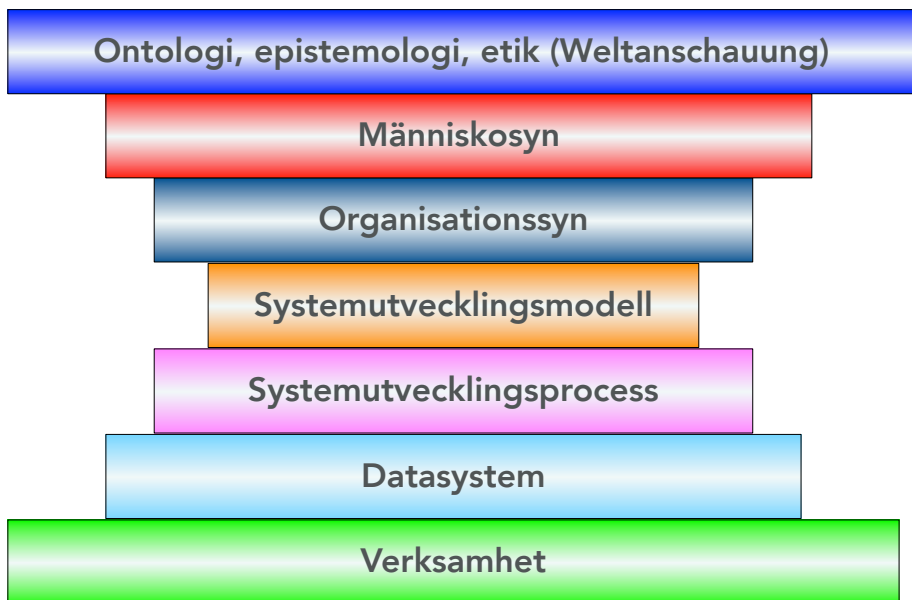 Ontologi, epistemologi, etik (Weltanschauung)
Människosyn
Organisationssyn
Systemutvecklingsmodell
Systemutvecklingsprocess
Datasystem
Verksamhet